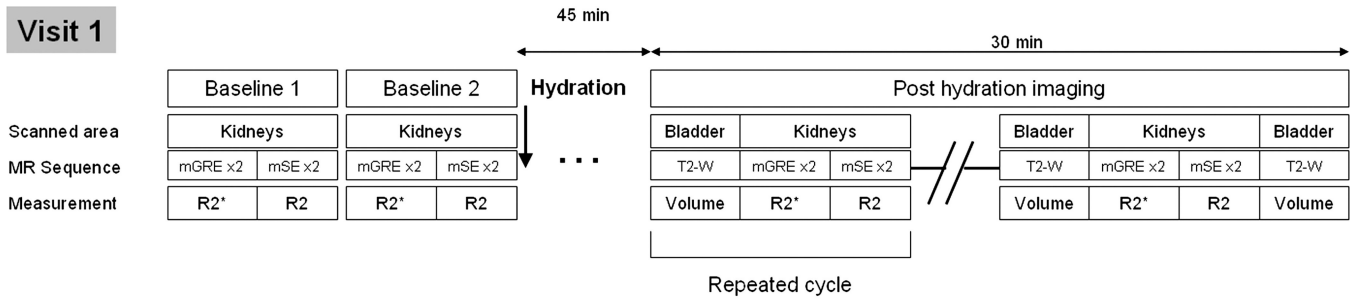 Visit 1
45 min
30 min
Baseline 1 Baseline 2 Hydration Post hydration imaging
Scanned area Kidneys Kidneys Bladder Kidneys Bladder Kidneys Bladder
MR Sequence mGRE x2 mSE x2 mGRE x2 mSE x2 ... T2-W mGRE x2 mSE x2 T2-W mGRE x2 mSE x2 T2-W
Measurement R2* R2 R2* R2 Volume R2* R2 Volume R2* R2 Volume
Repeated cycle